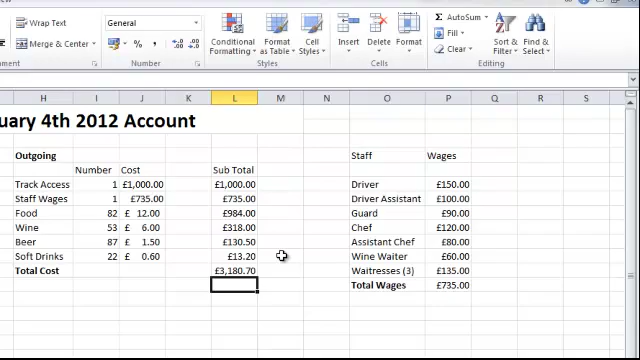 General
AutoSum
Fill
Clear
Merge & Center
%
,
Conditional Formatting
Format as Table
Cell Styles
Insert
Delete
Format
Sort & Filter
Find & Select
Number
Styles
Cells
Editing
H I J K L M N O P Q R S
uary 4th 2012 Account
Outgoing
Staff Wages
Number Cost Sub Total
Track Access 1 £1,000.00 £1,000.00 Driver £150.00
Staff Wages 1 £735.00 £735.00 Driver Assistant £100.00
Food 82 £ 12.00 £984.00 Guard £90.00
Wine 53 £ 6.00 £318.00 Chef £120.00
Beer 87 £ 1.50 £130.50 Assistant Chef £80.00
Soft Drinks 22 £ 0.60 £13.20 Wine Waiter £60.00
Total Cost £3,180.70 Waitresses (3) £135.00
Total Wages £735.00